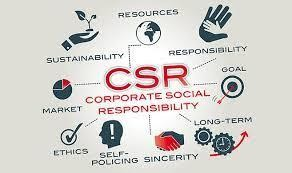 RESOURCES
SUSTAINABILITY
RESPONSIBILITY
CSR
GOAL
MARKET
CORPORATE SOCIAL
RESPONSIBILITY
LONG-TERM
ETHICS
SELF-
POLICING
SINCERITY